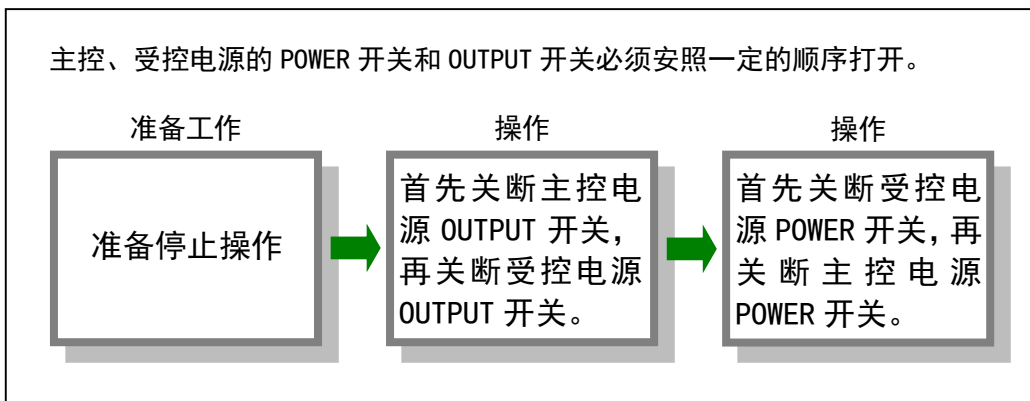 主控、受控电源的 POWER 开关和 OUTPUT 开关必须安照一定的顺序打开。
准备工作
操作
操作
准备停止操作
首先关断主控电
源 OUTPUT 开关，
再关断受控电源
OUTPUT 开关。
首先关断受控电
源 POWER 开关，再
关断主控电源
POWER 开关。